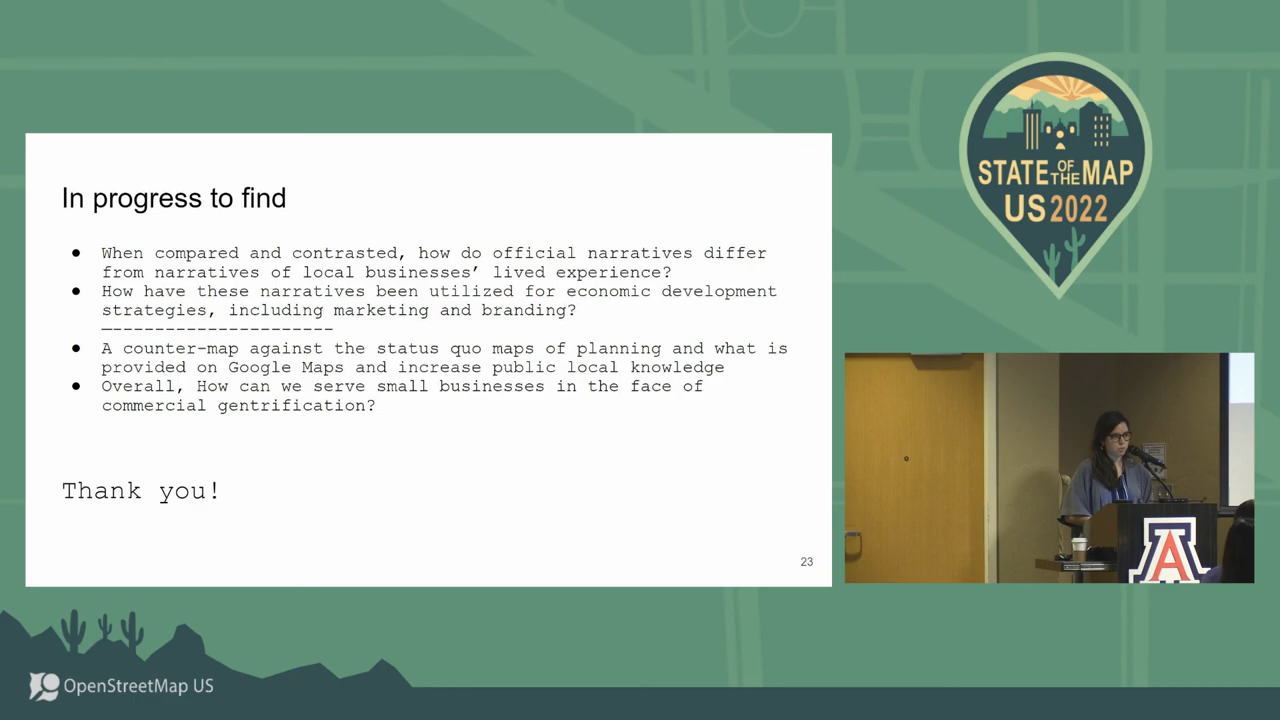 In progress to find
● When compared and contrasted, how do official narratives differ
from narratives of local businesses’ lived experience?
● How have these narratives been utilized for economic development
strategies, including marketing and branding?
—----------------------
● A counter-map against the status quo maps of planning and what is
provided on Google Maps and increase public local knowledge
● Overall, How can we serve small businesses in the face of
commercial gentrification?
Thank you!
23
STATE OF THE MAP
US 2022
A
OpenStreetMap US